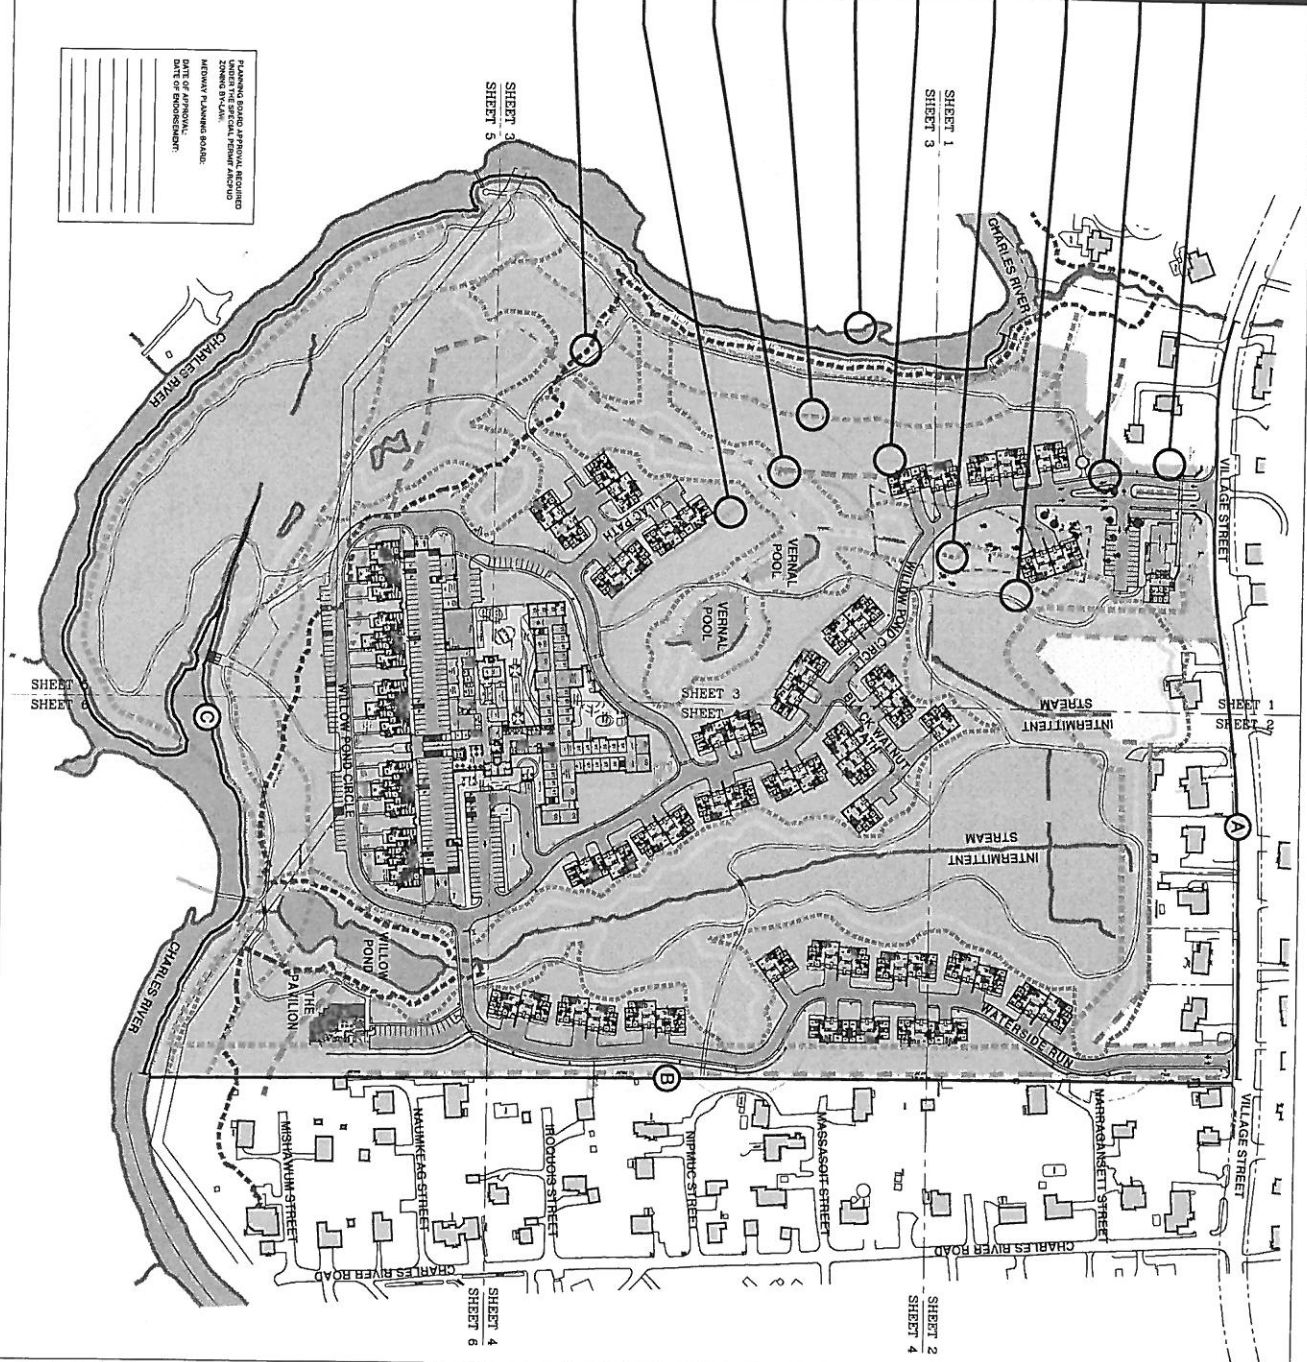 PLANNING BOARD APPROVAL REQUIRED
UNDER THE SPECIAL PERMIT ARCPUD
ZONING BY-LAW.
MEDWAY PLANNING BOARD:
DATE OF APPROVAL:
DATE OF ENDORSEMENT:
SHEET 3
SHEET 5
SHEET 1
SHEET 3
CHARLES RIVER
VILLAGE STREET
CHARLES RIVER
LILAC PATH
VERNAL
POOL
VERNAL
POOL
WILLOW POND CIRCLE
SHEET 5
SHEET 6
SHEET 3
SHEET
INTERMITTENT
STREAM
SHEET 1
SHEET 2
C
WILLOW POND CIRCLE
BLACK WALNUT
PATH
INTERMITTENT
STREAM
A
CHARLES RIVER
WILLOW
POND
THE
PAVILION
WATERSIDE RUN
B
VILLAGE STREET
MISHAWUM STREET
NAUMKEAG STREET
IROQUOIS STREET
NIPMUC STREET
MASSASOIT STREET
NARRAGANSETT STREET
CHARLES RIVER ROAD
CHARLES RIVER ROAD
SHEET 4
SHEET 6
SHEET 2
SHEET 4